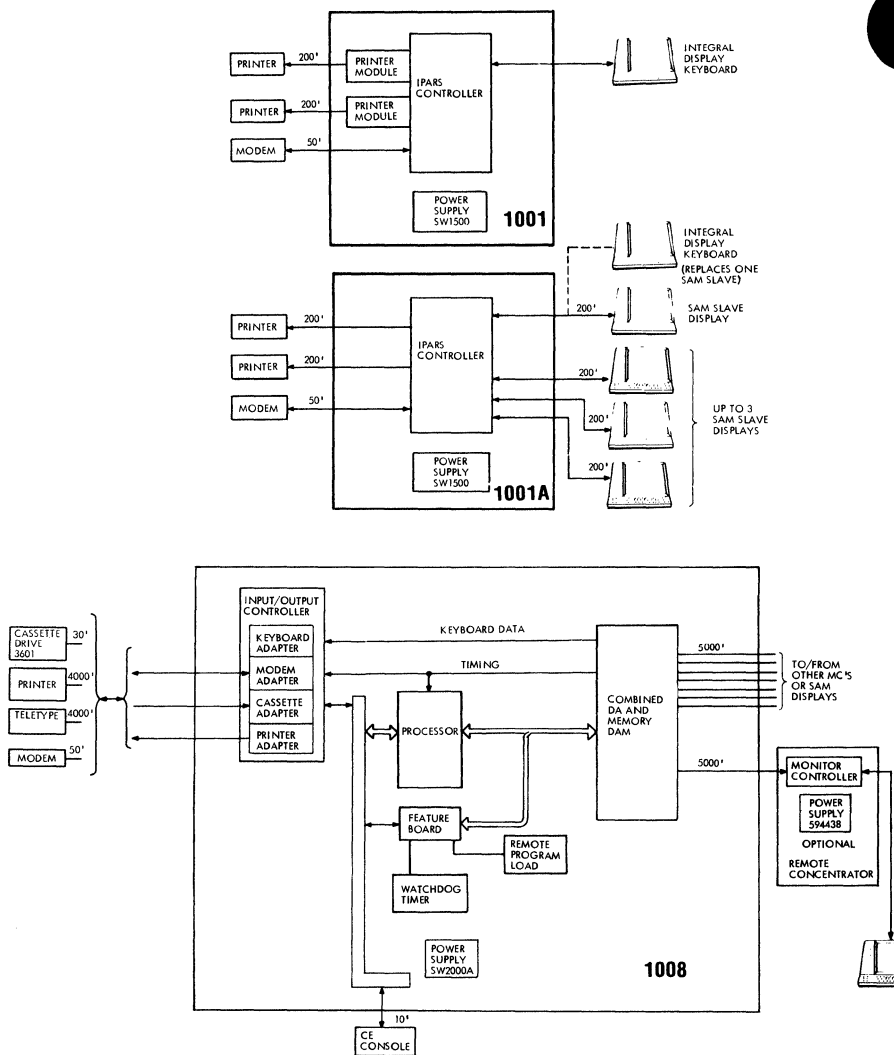 PRINTER
200'
PRINTER
MODULE
IPARS
CONTROLLER
INTEGRAL
DISPLAY
KEYBOARD
PRINTER
200'
PRINTER
MODULE
MODEM
50'
POWER
SUPPLY
SW1500
1001
INTEGRAL
DISPLAY
KEYBOARD
(REPLACES ONE
SAM SLAVE)
200'
SAM SLAVE
DISPLAY
PRINTER
200'
IPARS
CONTROLLER
PRINTER
200'
200'
MODEM
50'
200'
UP TO 3
SAM SLAVE
DISPLAYS
POWER
SUPPLY
SW1500
200'
1001A
INPUT/OUTPUT
CONTROLLER
CASSETTE
DRIVE
3601
30'
KEYBOARD
ADAPTER
KEYBOARD DATA
5000'
PRINTER
4000'
MODEM
ADAPTER
TIMING
TO/FROM
OTHER MC'S
OR SAM
DISPLAYS
TELETYPE
4000'
CASSETTE
ADAPTER
PROCESSOR
COMBINED
DA AND
MEMORY
DAM
MODEM
50'
PRINTER
ADAPTER
5000'
MONITOR
CONTROLLER
FEATURE
BOARD
POWER
SUPPLY
594438
REMOTE
PROGRAM
LOAD
OPTIONAL
REMOTE
CONCENTRATOR
WATCHDOG
TIMER
POWER
SUPPLY
SW2000A
1008
10'
CE
CONSOLE